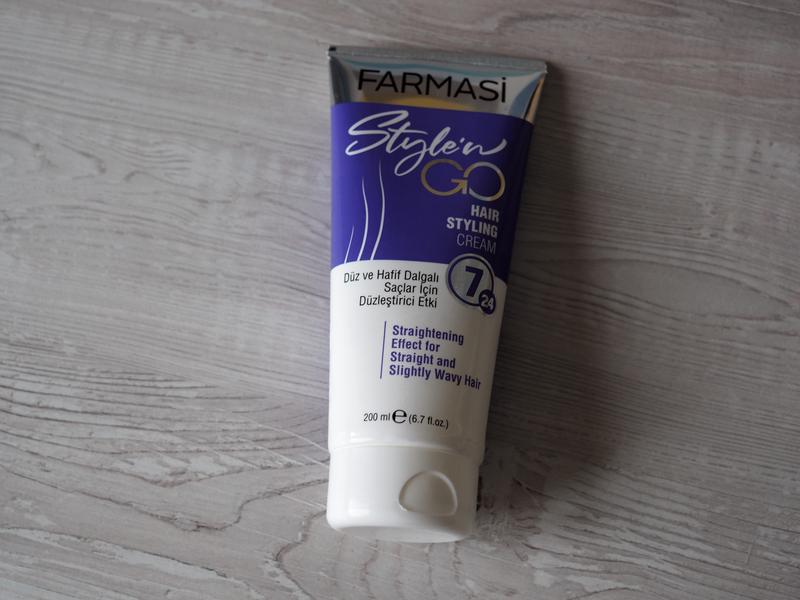 FARMASİ
Style'n
GO
HAIR
STYLING
CREAM
7
24
Düz ve Hafif Dalgalı
Saçlar İçin
Düzleştirici Etki
Straightening
Effect for
Straight and
Slightly Wavy Hair
200 ml ℮ (6.7 fl.oz.)